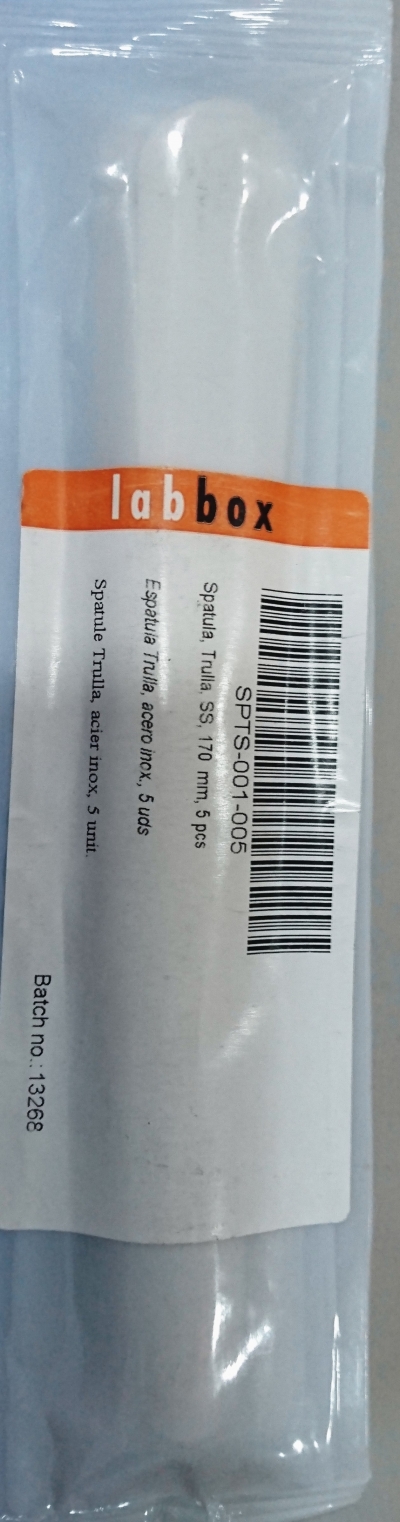 labbox
SPTS-001-005
Spatula, Trulla, SS, 170 mm, 5 pcs
Espátula Trulla, acero inox., 5 uds
Spatule Trulla, acier inox, 5 unit.
Batch no.: 13268